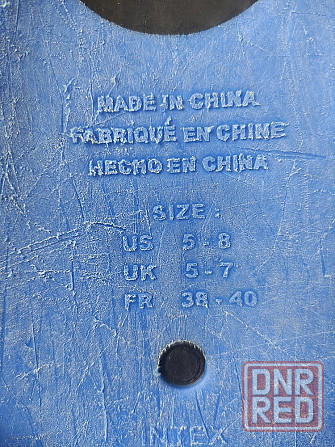 MADE IN CHINA
FABRIQUÉ EN CHINE
HECHO EN CHINA
SIZE :
US 5 - 8
UK 5 - 7
FR 38 - 40
INTEX
DNR
RED